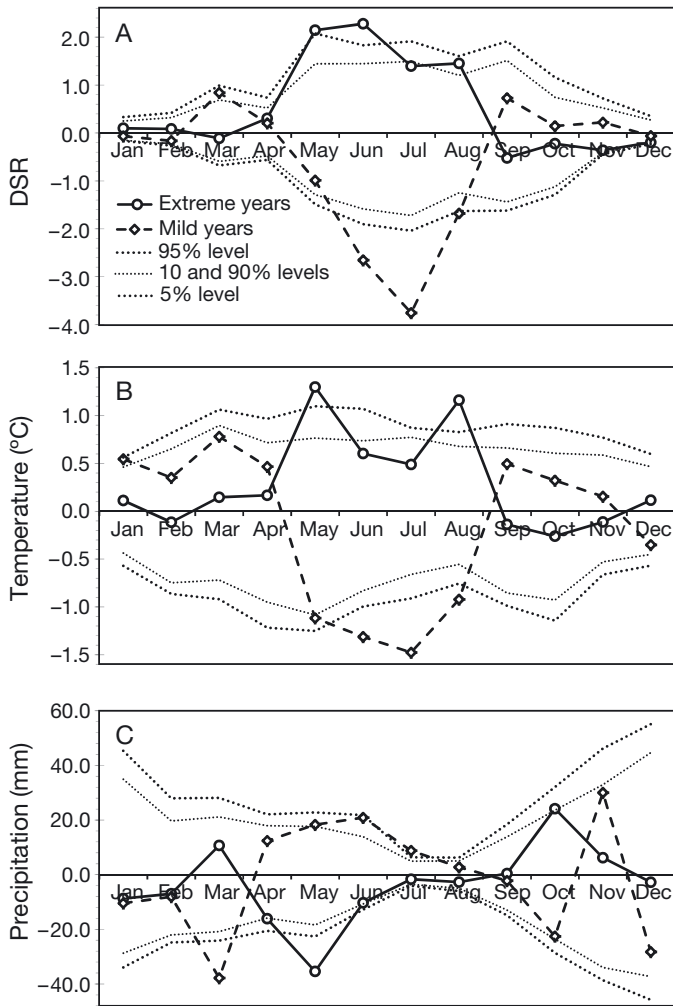 A
DSR
2.0
1.0
0.0
−1.0
−2.0
−3.0
−4.0
Jan Feb Mar Apr May Jun Jul Aug Sep Oct Nov Dec
Extreme years
Mild years
95% level
10 and 90% levels
5% level
B
Temperature (°C)
1.5
1.0
0.5
0.0
−0.5
−1.0
−1.5
Jan Feb Mar Apr May Jun Jul Aug Sep Oct Nov Dec
C
Precipitation (mm)
60.0
40.0
20.0
0.0
−20.0
−40.0
Jan Feb Mar Apr May Jun Jul Aug Sep Oct Nov Dec